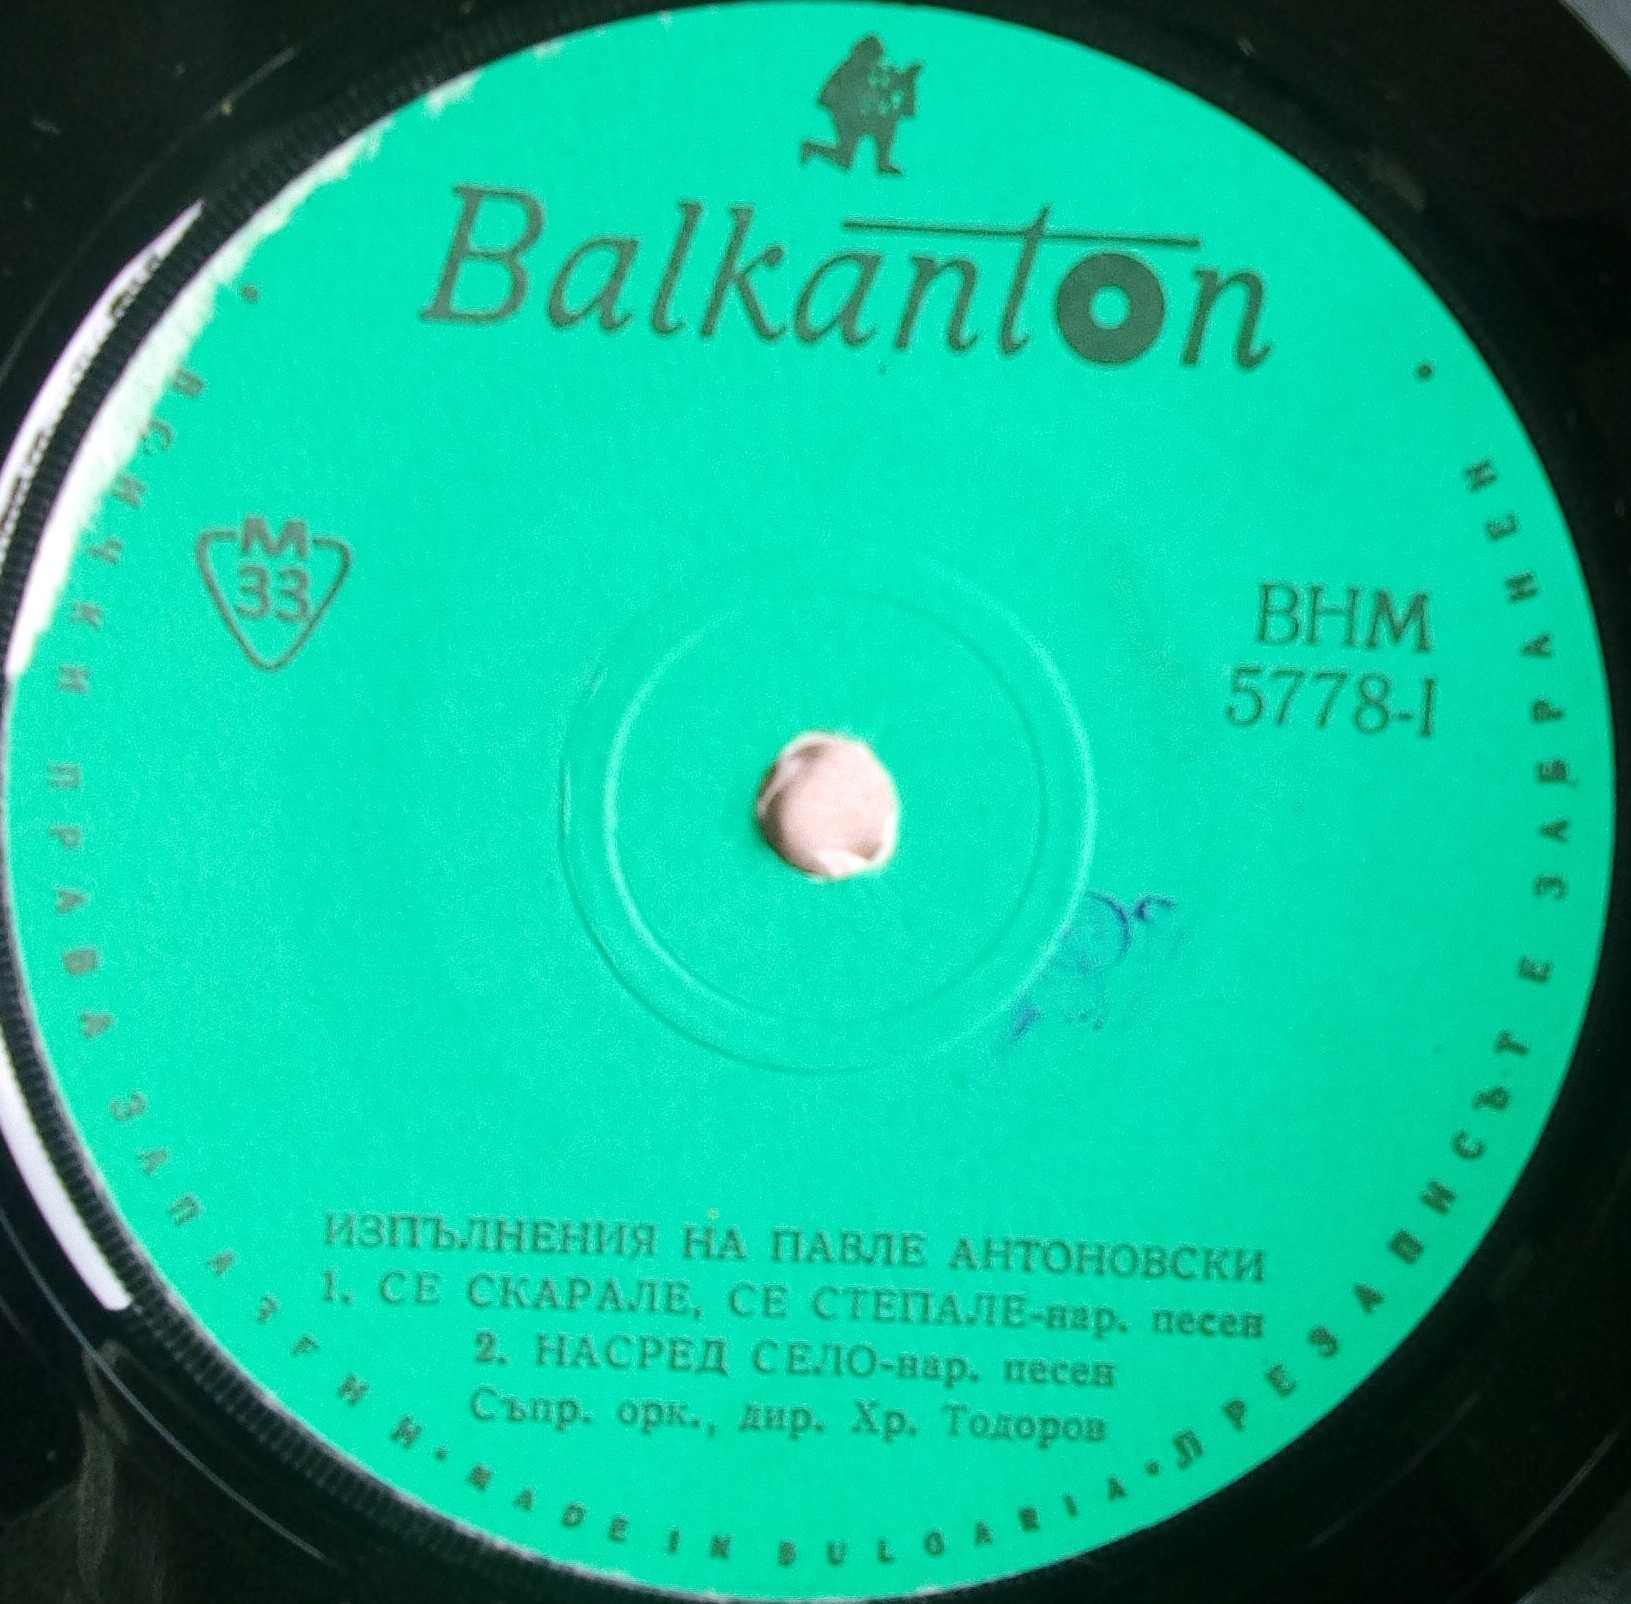 Balkanton
М
33
ВНМ
5778-I
ИЗПЪЛНЕНИЯ НА ПАВЛЕ АНТОНОВСКИ
1. СЕ СКАРАЛЕ, СЕ СТЕПАЛЕ-нар. песен
2. НАСРЕД СЕЛО-нар. песен
Съпр. орк., дир. Хр. Тодоров
• ВСИЧКИ ПРАВА ЗАПАЗЕНИ • MADE IN BULGARIA • ПРЕЗАПИСЪТ Е ЗАБРАНЕН •